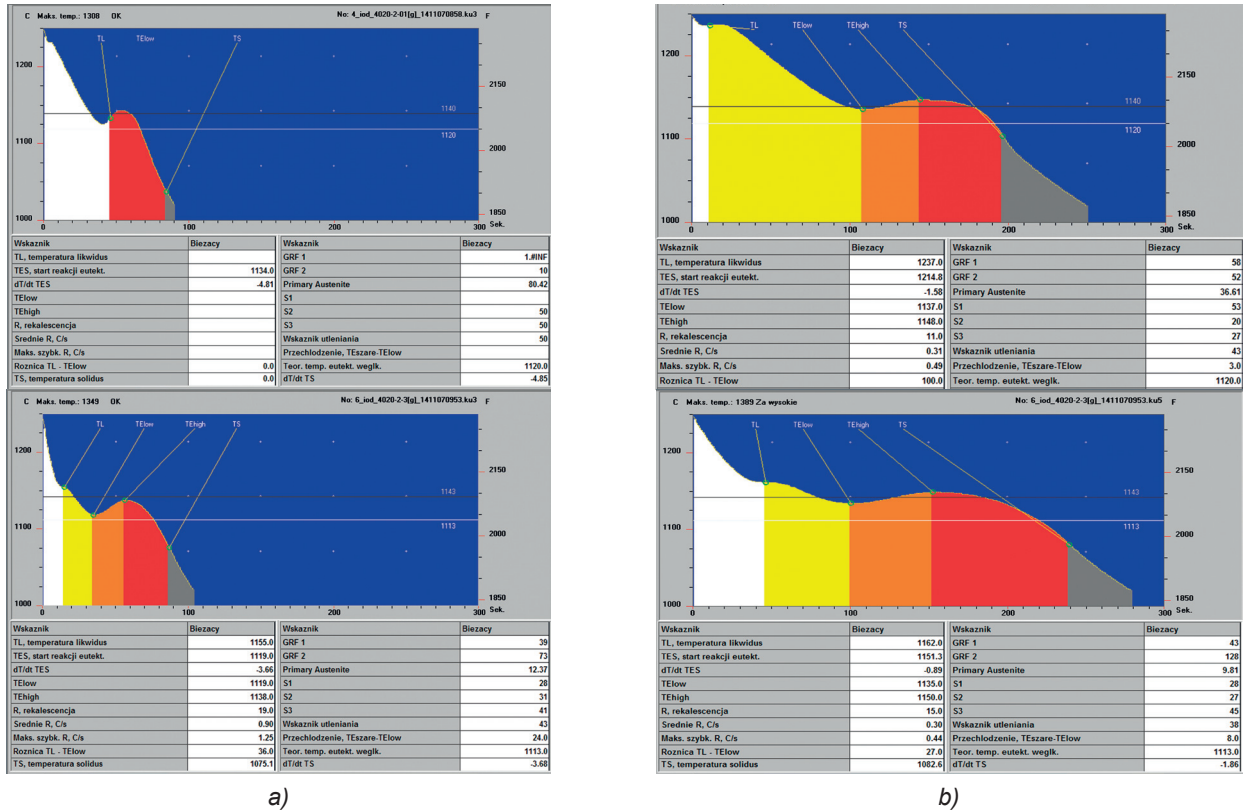 C Maks. temp.: 1308 OK No: 4_iod_4020-2-01[g]_1411070858.ku3 F
TL TElow TS
1200
2150
1140
1120
1100
2000
1000
1850
0 100 200 300 Sek.
Wskaznik Biezacy Wskaznik Biezacy
TL, temperatura likwidus GRF 1 1.#INF
TES, start reakcji eutekt. 1134.0 GRF 2 10
dT/dt TES -4.81 Primary Austenite 80.42
TElow S1
TEhigh S2 50
R, rekalescencja S3 50
Srednie R, C/s Wskaznik utleniania 50
Maks. szybk. R, C/s Przechlodzenie, TEszare-TElow
Roznica TL - TElow 0.0 Teor. temp. eutekt. weglk. 1120.0
TS, temperatura solidus 0.0 dT/dt TS -4.85
C Maks. temp.: 1349 OK No: 6_iod_4020-2-3[g]_1411070953.ku3 F
TL TElow TEhigh TS
1200
2150
1143
1113
1100
2000
1000
1850
0 100 200 300 Sek.
Wskaznik Biezacy Wskaznik Biezacy
TL, temperatura likwidus 1155.0 GRF 1 39
TES, start reakcji eutekt. 1119.0 GRF 2 73
dT/dt TES -3.66 Primary Austenite 12.37
TElow 1119.0 S1 28
TEhigh 1138.0 S2 31
R, rekalescencja 19.0 S3 41
Srednie R, C/s 0.90 Wskaznik utleniania 43
Maks. szybk. R, C/s 1.25 Przechlodzenie, TEszare-TElow 24.0
Roznica TL - TElow 36.0 Teor. temp. eutekt. weglk. 1113.0
TS, temperatura solidus 1075.1 dT/dt TS -3.68
a)
TL TElow TEhigh TS
1200
2150
1140
1120
1100
2000
1000
1850
0 100 200 300 Sek.
Wskaznik Biezacy Wskaznik Biezacy
TL, temperatura likwidus 1237.0 GRF 1 58
TES, start reakcji eutekt. 1214.8 GRF 2 52
dT/dt TES -1.58 Primary Austenite 36.61
TElow 1137.0 S1 53
TEhigh 1148.0 S2 20
R, rekalescencja 11.0 S3 27
Srednie R, C/s 0.31 Wskaznik utleniania 43
Maks. szybk. R, C/s 0.49 Przechlodzenie, TEszare-TElow 3.0
Roznica TL - TElow 100.0 Teor. temp. eutekt. weglk. 1120.0
C Maks. temp.: 1389 Za wysokie No: 6_iod_4020-2-3[g]_1411070953.ku5 F
TL TElow TEhigh TS
1200
2150
1143
1113
1100
2000
1000
1850
0 100 200 300 Sek.
Wskaznik Biezacy Wskaznik Biezacy
TL, temperatura likwidus 1162.0 GRF 1 43
TES, start reakcji eutekt. 1151.3 GRF 2 128
dT/dt TES -0.89 Primary Austenite 9.81
TElow 1135.0 S1 28
TEhigh 1150.0 S2 27
R, rekalescencja 15.0 S3 45
Srednie R, C/s 0.30 Wskaznik utleniania 38
Maks. szybk. R, C/s 0.44 Przechlodzenie, TEszare-TElow 8.0
Roznica TL - TElow 27.0 Teor. temp. eutekt. weglk. 1113.0
TS, temperatura solidus 1082.6 dT/dt TS -1.86
b)